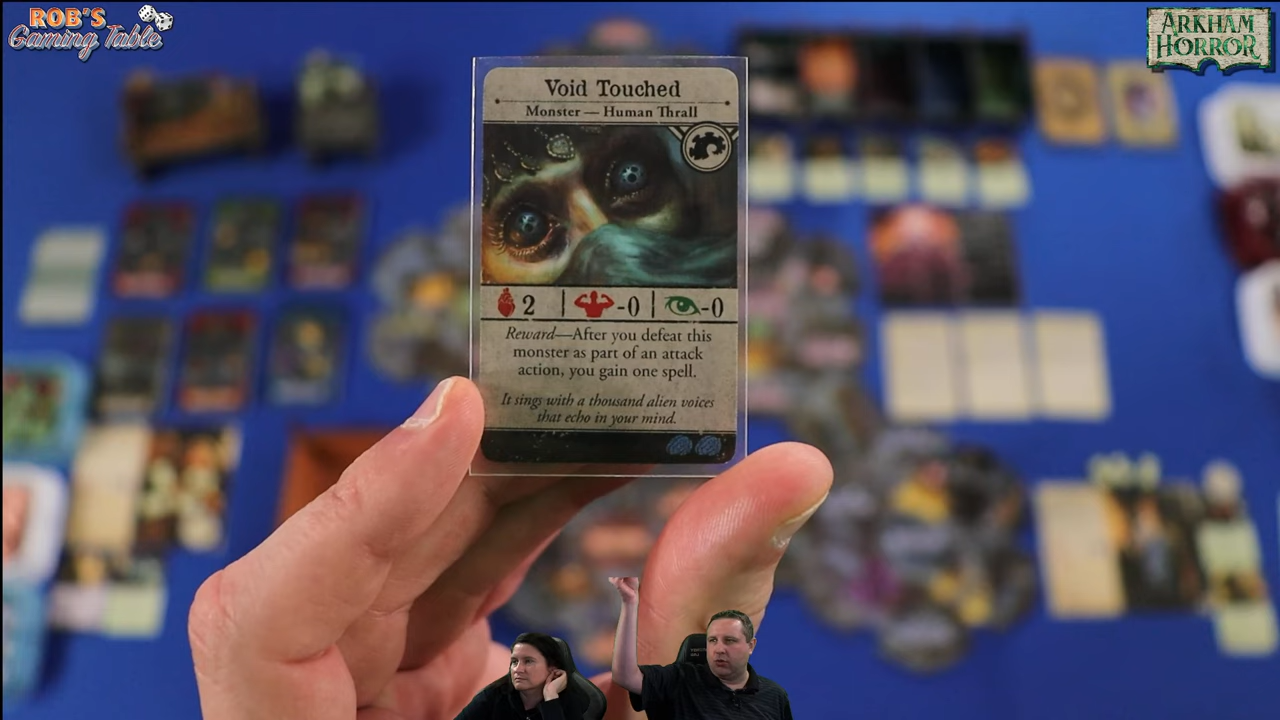 ROB'S
Gaming Table
ARKHAM
HORROR
Void Touched
Monster — Human Thrall
2 -0 -0
Reward—After you defeat this
monster as part of an attack
action, you gain one spell.
It sings with a thousand alien voices
that echo in your mind.